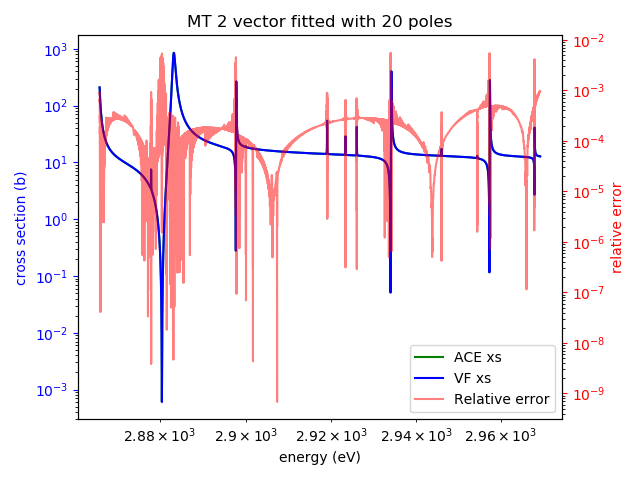 MT 2 vector fitted with 20 poles
cross section (b)
10³
10²
10¹
10⁰
10⁻¹
10⁻²
10⁻³
10⁻²
10⁻³
10⁻⁴
10⁻⁵
10⁻⁶
10⁻⁷
10⁻⁸
10⁻⁹
relative error
ACE xs
VF xs
Relative error
2.88×10³ 2.9×10³ 2.92×10³ 2.94×10³ 2.96×10³
energy (eV)